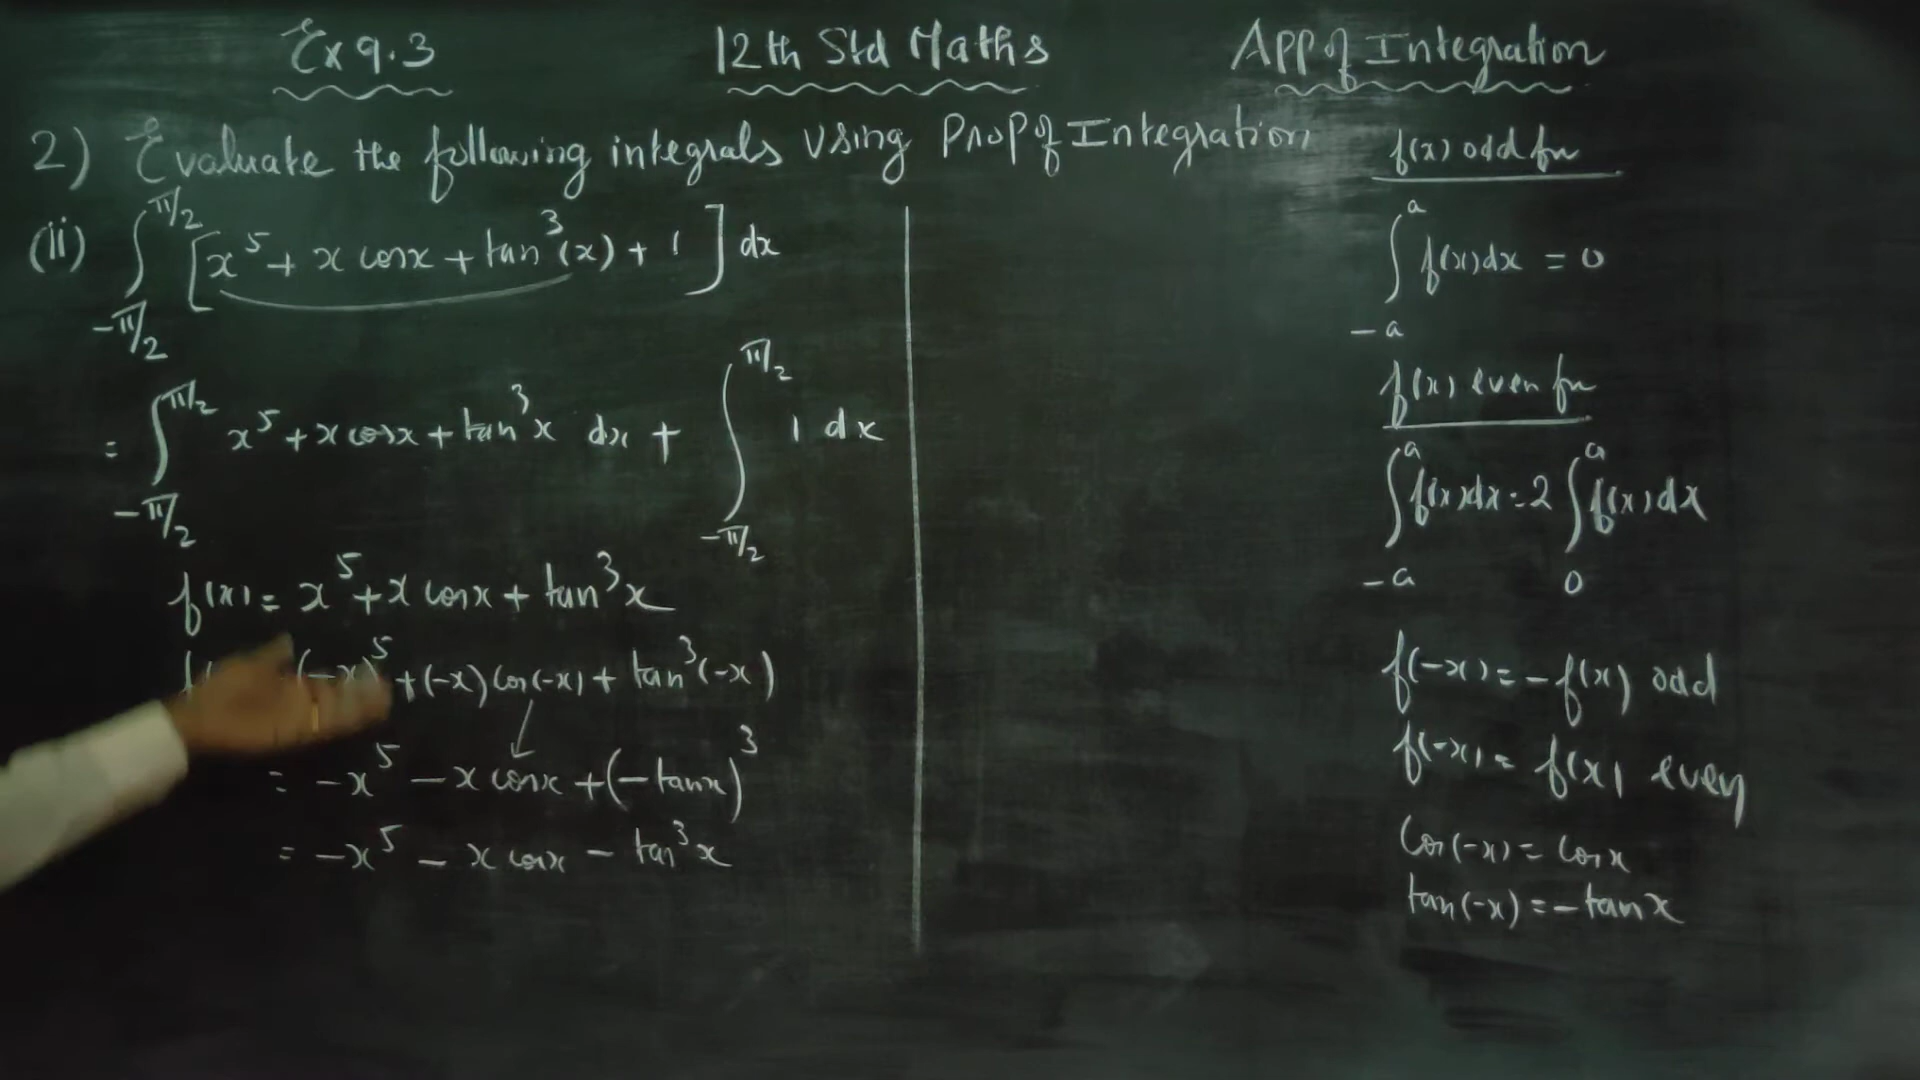 Ex 9.3
12th Std Maths
App of Integration
2) Evaluate the following integrals Using Prop of Integration
(ii) ∫_{-π/2}^{π/2} [x^5 + x cos x + tan^3(x) + 1] dx
= ∫_{-π/2}^{π/2} x^5 + x cos x + tan^3 x dx + ∫_{-π/2}^{π/2} 1 dx
f(x) = x^5 + x cos x + tan^3 x
(-x)^5 + (-x) cos(-x) + tan^3(-x)
= -x^5 - x cos x + (-tan x)^3
= -x^5 - x cos x - tan^3 x
f(x) odd fn
∫_{-a}^{a} f(x) dx = 0
f(x) even fn
∫_{-a}^{a} f(x) dx = 2 ∫_{0}^{a} f(x) dx
f(-x) = -f(x) odd
f(-x) = f(x) even
Cos(-x) = Cos x
tan(-x) = -tan x